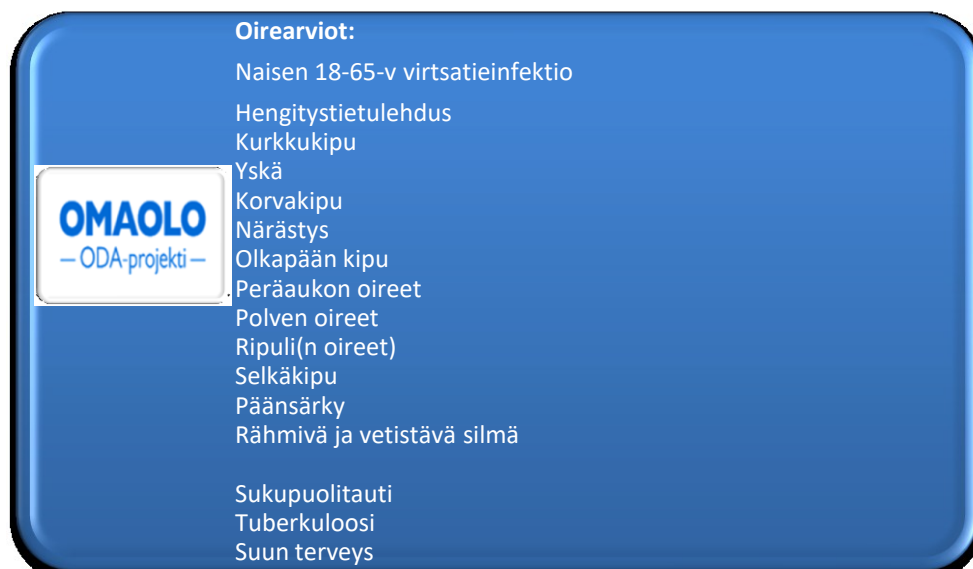 Oirearviot:
Naisen 18-65-v virtsatieinfektio
Hengitystietulehdus
Kurkkukipu
Yskä
Korvakipu
Närästys
Olkapään kipu
Peräaukon oireet
Polven oireet
Ripuli(n oireet)
Selkäkipu
Päänsärky
Rähmivä ja vetistävä silmä
Sukupuolitauti
Tuberkuloosi
Suun terveys
OMAOLO
— ODA-projekti —